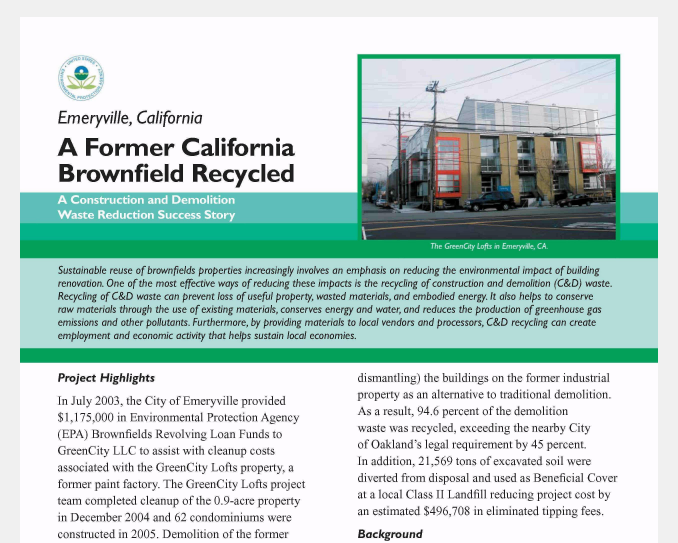 Emeryville, California
A Former California
Brownfield Recycled
A Construction and Demolition
Waste Reduction Success Story
The GreenCity Lofts in Emeryville, CA.
Sustainable reuse of brownfields properties increasingly involves an emphasis on reducing the environmental impact of building
renovation. One of the most effective ways of reducing these impacts is the recycling of construction and demolition (C&D) waste.
Recycling of C&D waste can prevent loss of useful property, wasted materials, and embodied energy. It also helps to conserve
raw materials through the use of existing materials, conserves energy and water, and reduces the production of greenhouse gas
emissions and other pollutants. Furthermore, by providing materials to local vendors and processors, C&D recycling can create
employment and economic activity that helps sustain local economies.
Project Highlights
In July 2003, the City of Emeryville provided
$1,175,000 in Environmental Protection Agency
(EPA) Brownfields Revolving Loan Funds to
GreenCity LLC to assist with cleanup costs
associated with the GreenCity Lofts property, a
former paint factory. The GreenCity Lofts project
team completed cleanup of the 0.9-acre property
in December 2004 and 62 condominiums were
constructed in 2005. Demolition of the former
dismantling) the buildings on the former industrial
property as an alternative to traditional demolition.
As a result, 94.6 percent of the demolition
waste was recycled, exceeding the nearby City
of Oakland's legal requirement by 45 percent.
In addition, 21,569 tons of excavated soil were
diverted from disposal and used as Beneficial Cover
at a local Class II Landfill reducing project cost by
an estimated $496,708 in eliminated tipping fees.
Background